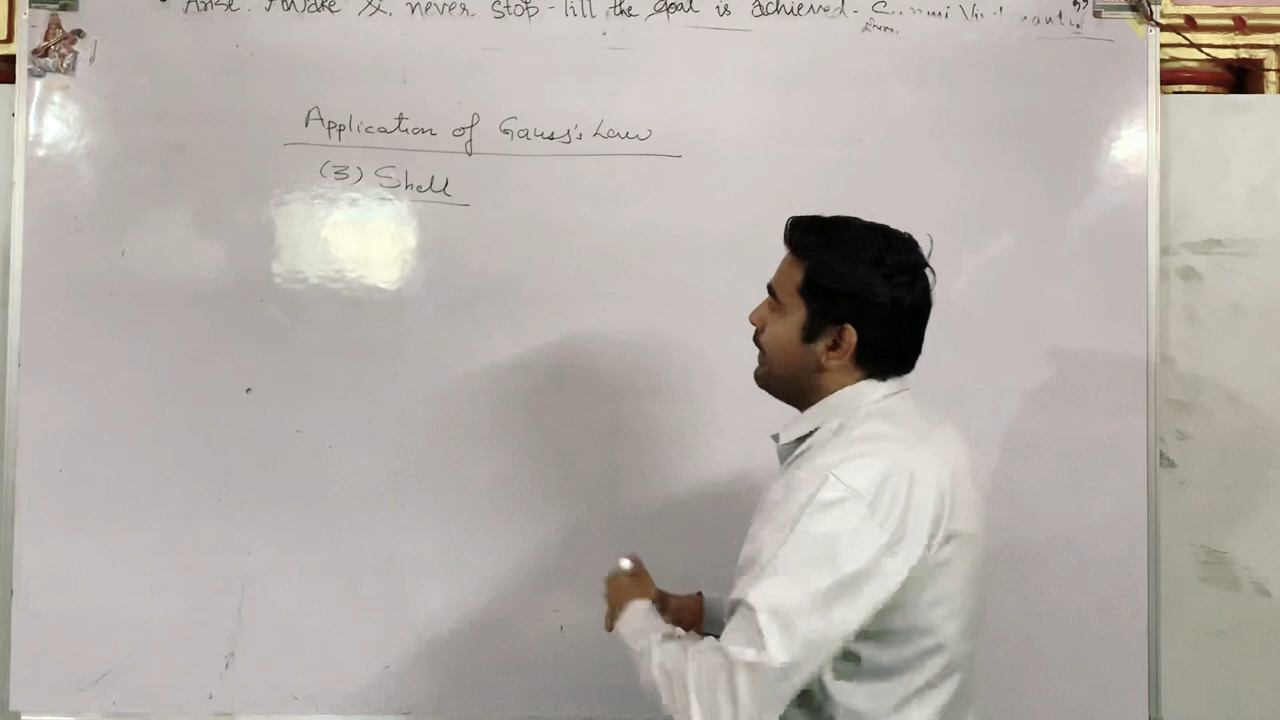 Arise. Awake & never stop till the Goal is achieved -
Application of Gauss's Law
(3) Shell